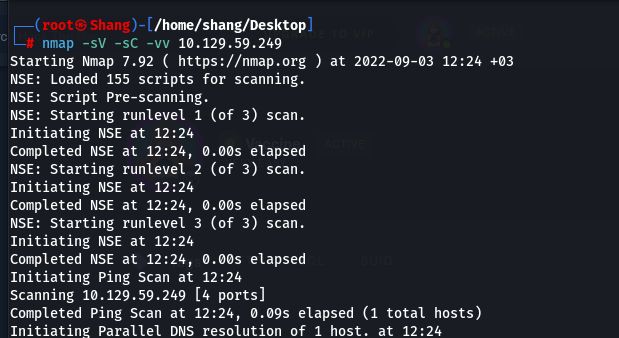 ┌──(root㉿Shang)-[/home/shang/Desktop]
└─# nmap -sV -sC -vv 10.129.59.249
Starting Nmap 7.92 ( https://nmap.org ) at 2022-09-03 12:24 +03
NSE: Loaded 155 scripts for scanning.
NSE: Script Pre-scanning.
NSE: Starting runlevel 1 (of 3) scan.
Initiating NSE at 12:24
Completed NSE at 12:24, 0.00s elapsed
NSE: Starting runlevel 2 (of 3) scan.
Initiating NSE at 12:24
Completed NSE at 12:24, 0.00s elapsed
NSE: Starting runlevel 3 (of 3) scan.
Initiating NSE at 12:24
Completed NSE at 12:24, 0.00s elapsed
Initiating Ping Scan at 12:24
Scanning 10.129.59.249 [4 ports]
Completed Ping Scan at 12:24, 0.09s elapsed (1 total hosts)
Initiating Parallel DNS resolution of 1 host. at 12:24